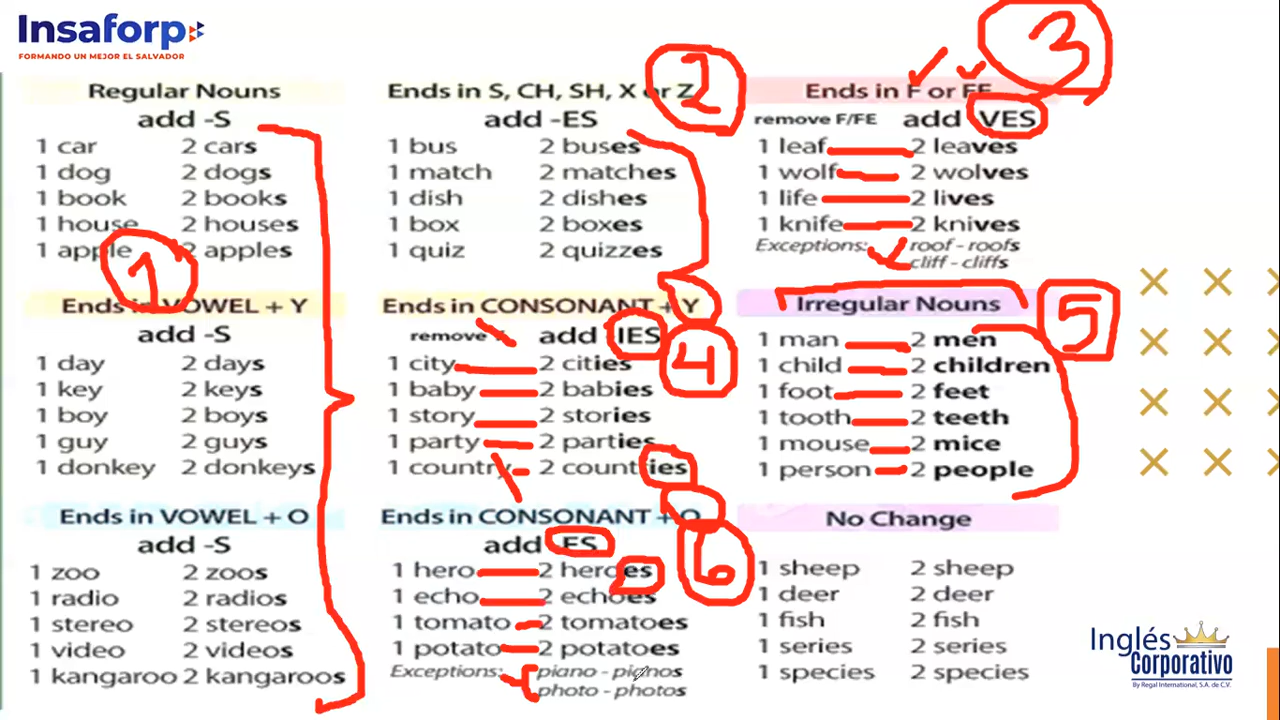 Insaforp
FORMANDO UN MEJOR EL SALVADOR
Regular Nouns
add -S
1 car 2 cars
1 dog 2 dogs
1 book 2 books
1 house 2 houses
1 apple 2 apples
1
Ends in VOWEL + Y
add -S
1 day 2 days
1 key 2 keys
1 boy 2 boys
1 guy 2 guys
1 donkey 2 donkeys
Ends in VOWEL + O
add -S
1 zoo 2 zoos
1 radio 2 radios
1 stereo 2 stereos
1 video 2 videos
1 kangaroo 2 kangaroos
Ends in S, CH, SH, X or Z
2
add -ES
1 bus 2 buses
1 match 2 matches
1 dish 2 dishes
1 box 2 boxes
1 quiz 2 quizzes
Ends in CONSONANT + Y
remove Y add IES
4
1 city 2 cities
1 baby 2 babies
1 story 2 stories
1 party 2 parties
1 country 2 countries
Ends in CONSONANT + O
add -ES
6
1 hero 2 heroes
1 echo 2 echoes
1 tomato 2 tomatoes
1 potato 2 potatoes
Exceptions: piano - pianos
photo - photos
3
Ends in F or FE
remove F/FE add VES
1 leaf 2 leaves
1 wolf 2 wolves
1 life 2 lives
1 knife 2 knives
Exceptions: roof - roofs
cliff - cliffs
Irregular Nouns
5
1 man 2 men
1 child 2 children
1 foot 2 feet
1 tooth 2 teeth
1 mouse 2 mice
1 person 2 people
No Change
1 sheep 2 sheep
1 deer 2 deer
1 fish 2 fish
1 series 2 series
1 species 2 species
Inglés
Corporativo
By Regal International, S.A. de C.V.